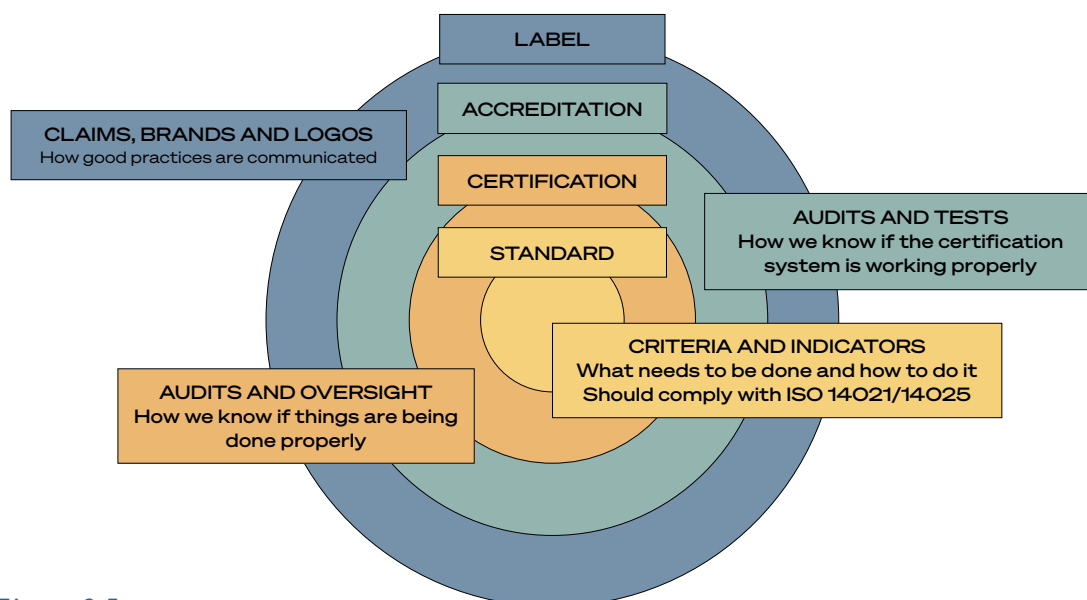 LABEL
ACCREDITATION
CLAIMS, BRANDS AND LOGOS
How good practices are communicated
CERTIFICATION
AUDITS AND TESTS
How we know if the certification
system is working properly
STANDARD
CRITERIA AND INDICATORS
What needs to be done and how to do it
Should comply with ISO 14021/14025
AUDITS AND OVERSIGHT
How we know if things are being
done properly